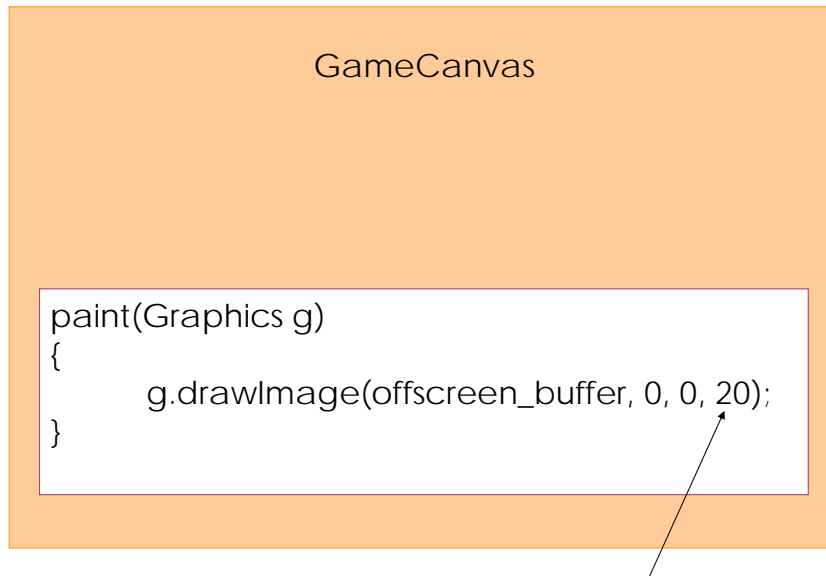 GameCanvas
paint(Graphics g)
{
g.drawImage(offscreen_buffer, 0, 0, 20);
}